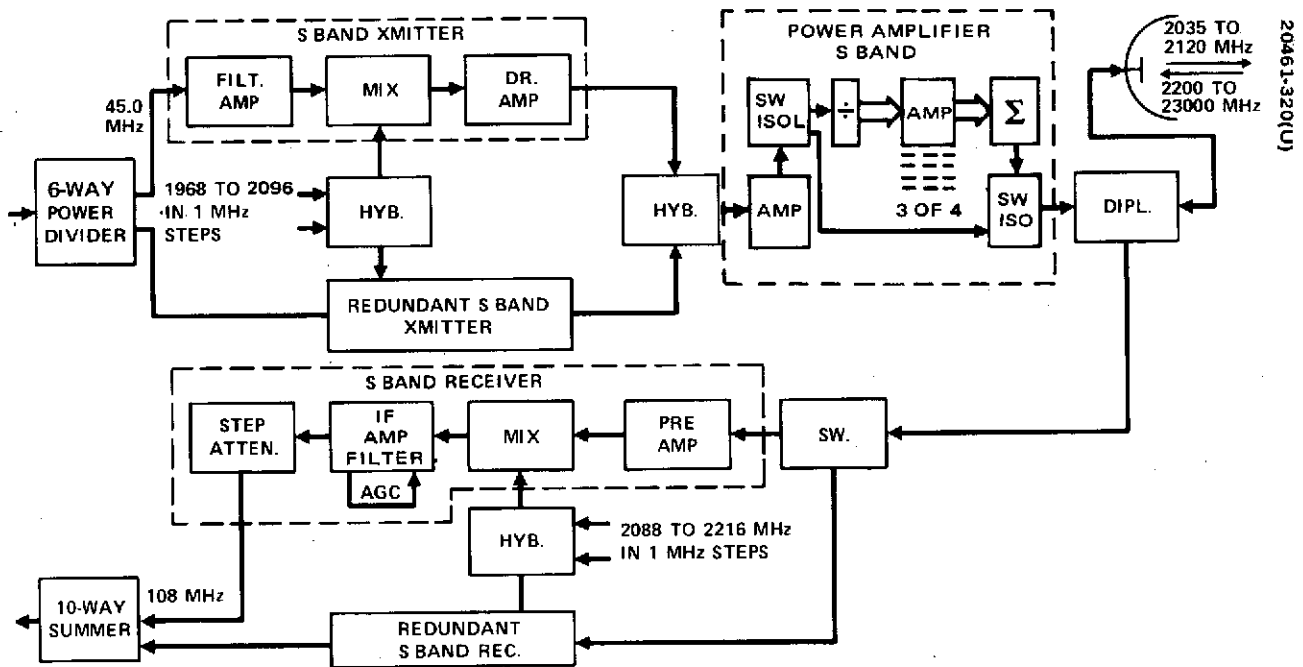 S BAND XMITTER
FILT.
AMP
MIX
DR.
AMP
45.0
MHz
6-WAY
POWER
DIVIDER
1968 TO 2096
IN 1 MHz
STEPS
HYB.
REDUNDANT S BAND
XMITTER
HYB.
POWER AMPLIFIER
S BAND
SW
ISOL
÷
AMP
Σ
AMP
3 OF 4
SW
ISO
DIPL.
2035 TO
2120 MHz
2200 TO
23000 MHz
20461-320(U)
S BAND RECEIVER
STEP
ATTEN.
IF
AMP
FILTER
AGC
MIX
PRE
AMP
SW.
HYB.
2088 TO 2216 MHz
IN 1 MHz STEPS
108 MHz
10-WAY
SUMMER
REDUNDANT
S BAND REC.